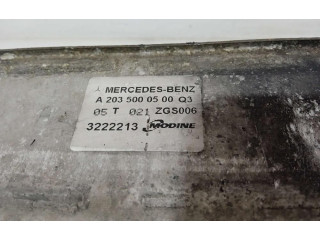 MERCEDES-BENZ
A 203 500 05 00 Q3
05 T 021 ZGS006
3222213 MODINE